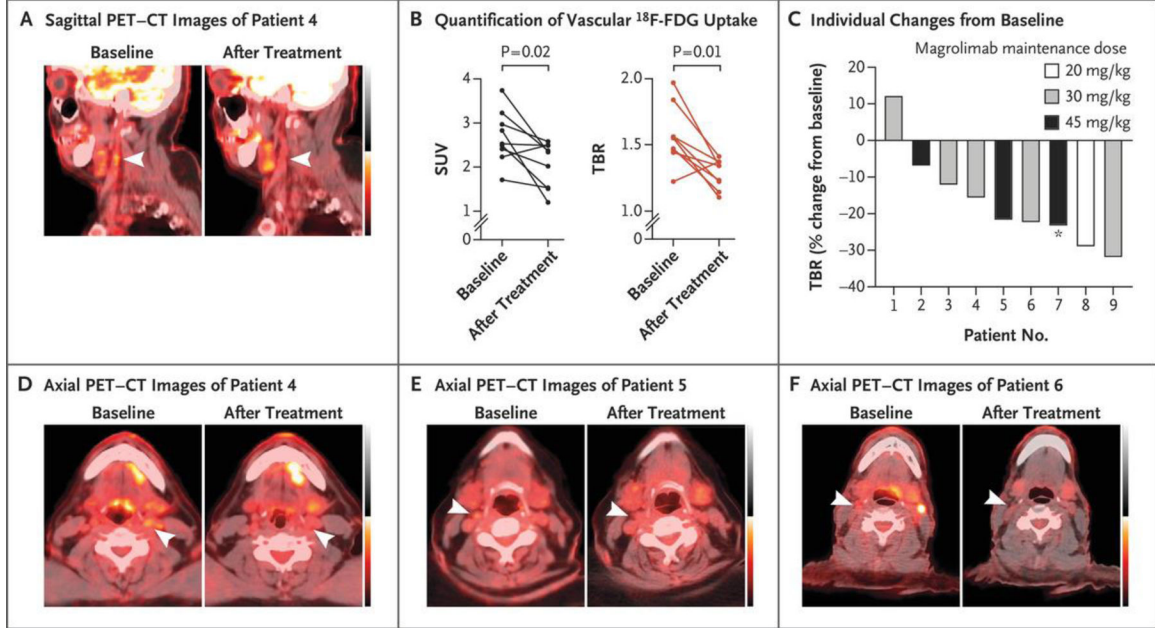 A Sagittal PET–CT Images of Patient 4
Baseline
After Treatment
B Quantification of Vascular ¹⁸F-FDG Uptake
P=0.02
SUV
4
3
2
1
0
Baseline
After Treatment
P=0.01
TBR
2.0
1.5
1.0
0
Baseline
After Treatment
C Individual Changes from Baseline
Magrolimab maintenance dose
20 mg/kg
30 mg/kg
45 mg/kg
TBR (% change from baseline)
20
10
0
−10
−20
−30
−40
*
1 2 3 4 5 6 7 8 9
Patient No.
D Axial PET–CT Images of Patient 4
Baseline
After Treatment
E Axial PET–CT Images of Patient 5
Baseline
After Treatment
F Axial PET–CT Images of Patient 6
Baseline
After Treatment